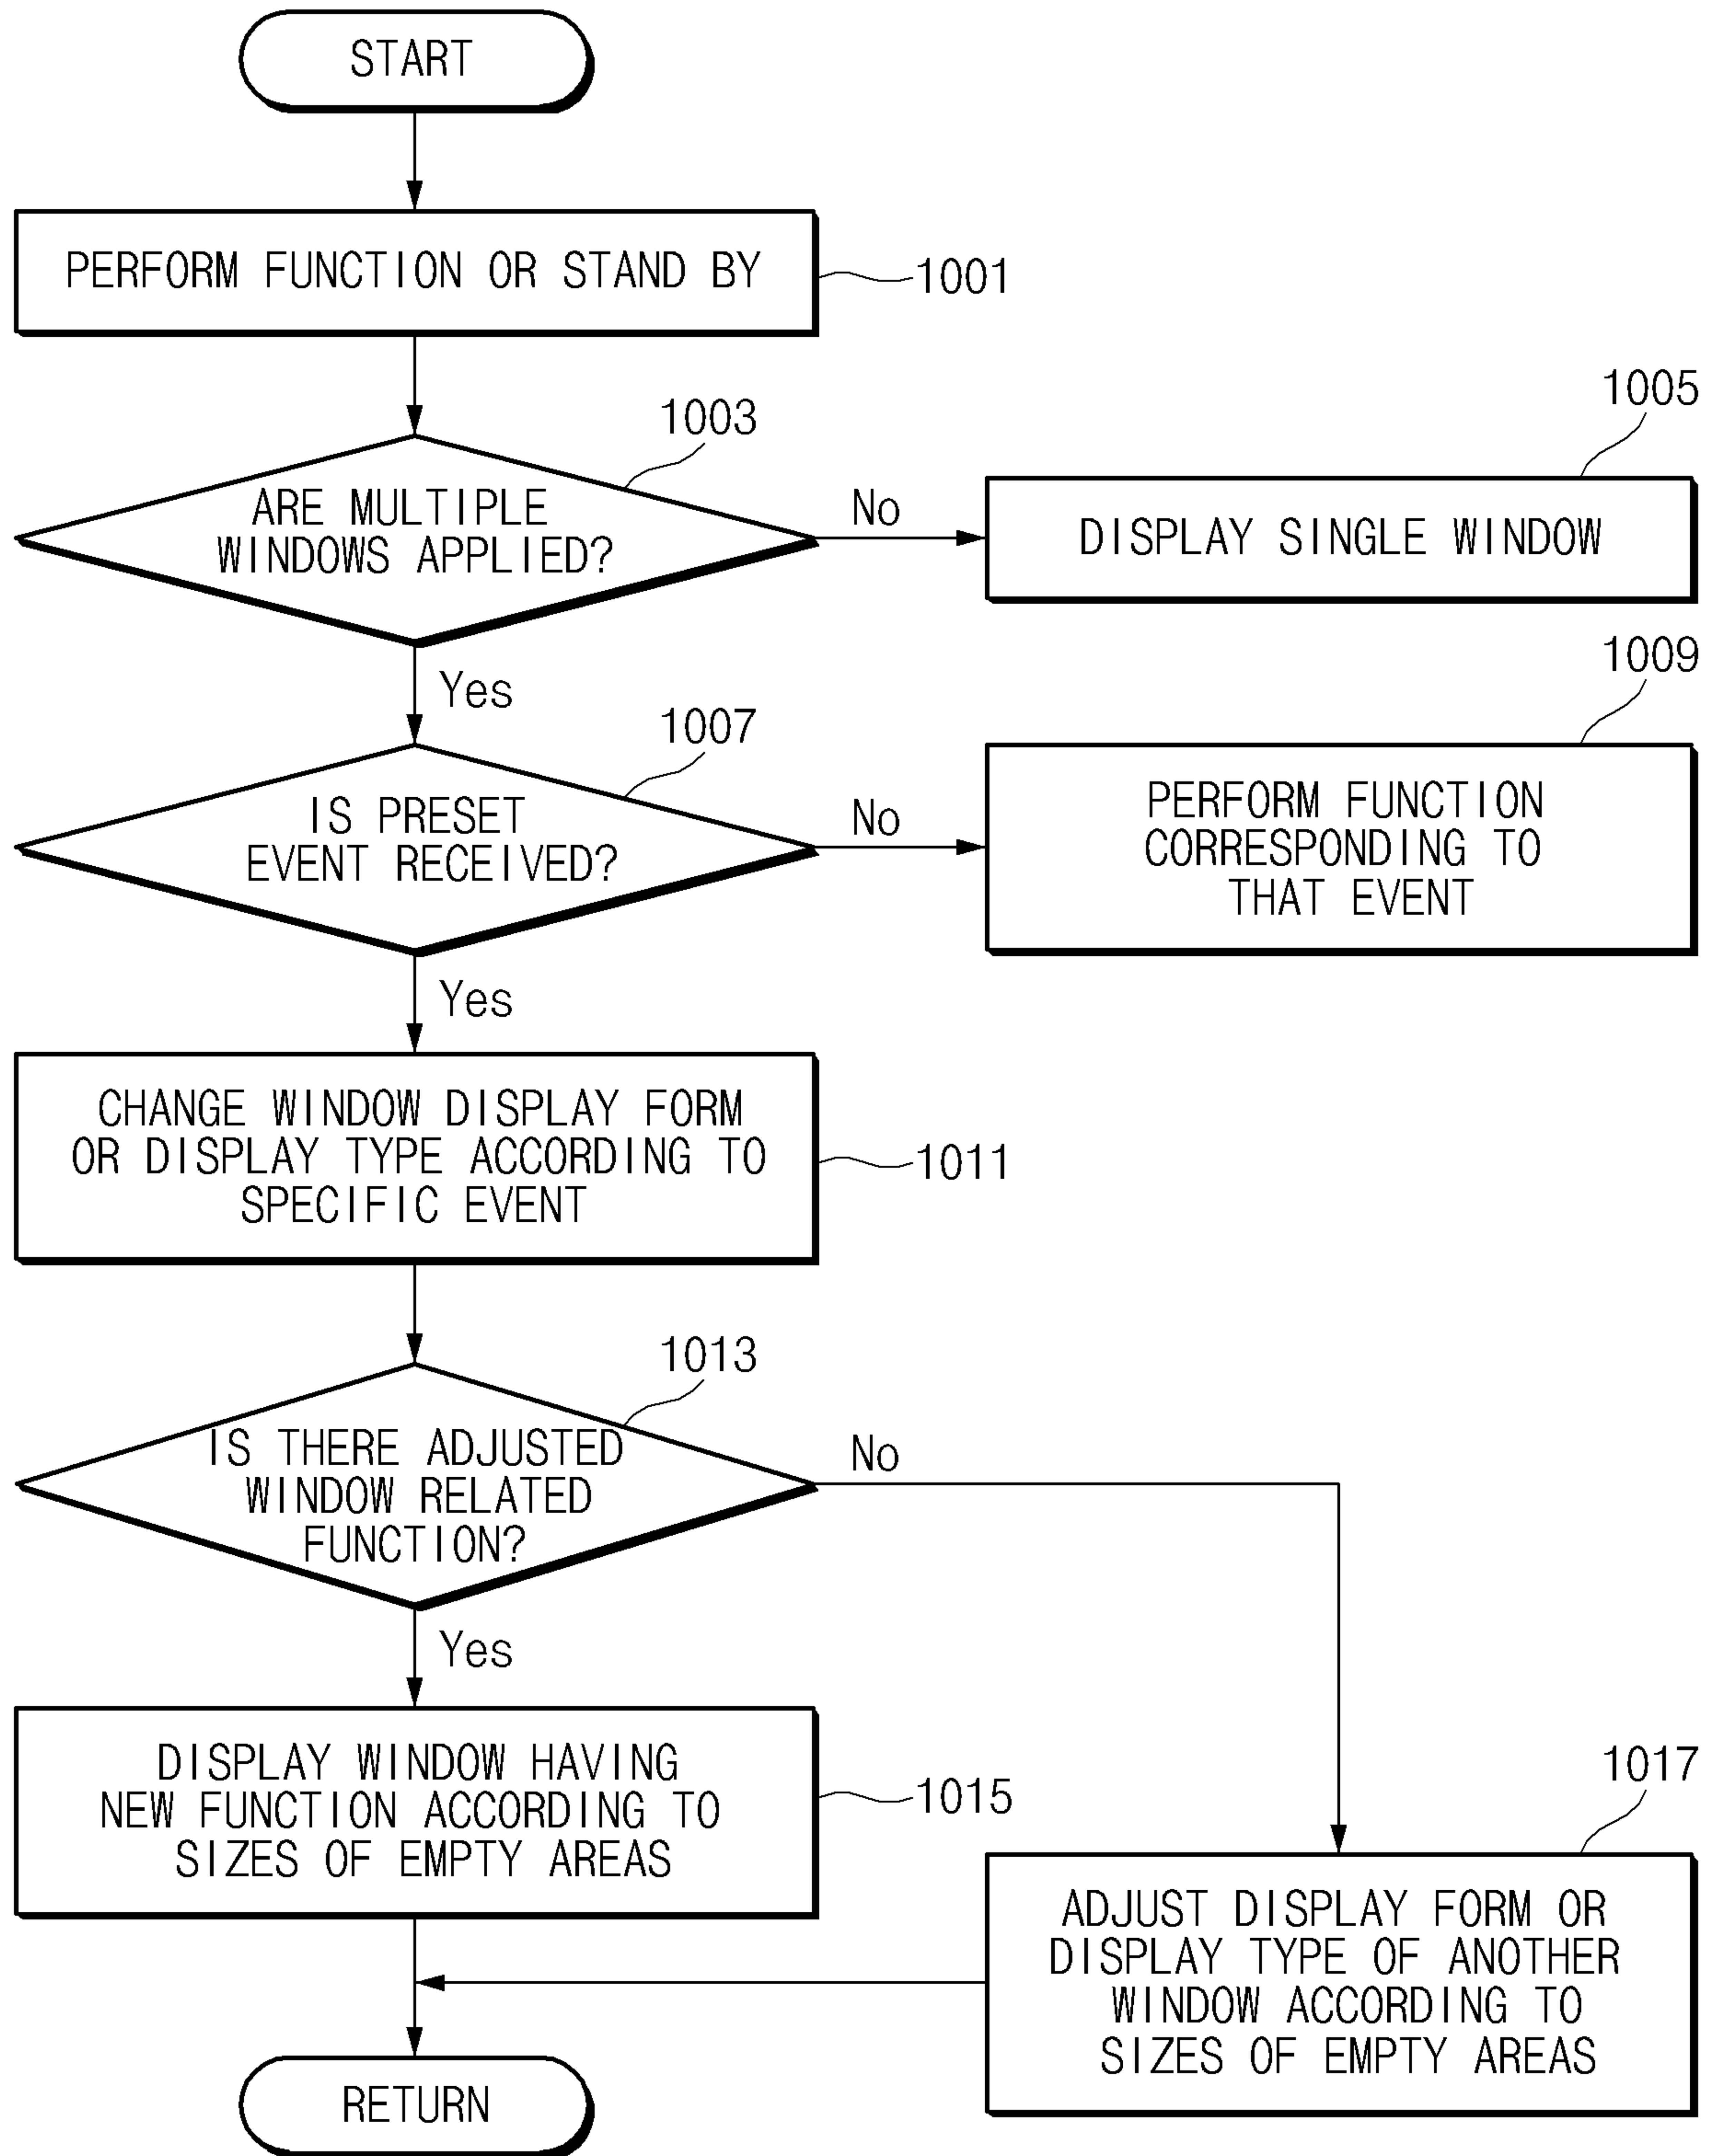 START
PERFORM FUNCTION OR STAND BY
1001
1003
ARE MULTIPLE
WINDOWS APPLIED?
No
1005
DISPLAY SINGLE WINDOW
Yes
1007
IS PRESET
EVENT RECEIVED?
No
1009
PERFORM FUNCTION
CORRESPONDING TO
THAT EVENT
Yes
CHANGE WINDOW DISPLAY FORM
OR DISPLAY TYPE ACCORDING TO
SPECIFIC EVENT
1011
1013
IS THERE ADJUSTED
WINDOW RELATED
FUNCTION?
No
Yes
DISPLAY WINDOW HAVING
NEW FUNCTION ACCORDING TO
SIZES OF EMPTY AREAS
1015
1017
ADJUST DISPLAY FORM OR
DISPLAY TYPE OF ANOTHER
WINDOW ACCORDING TO
SIZES OF EMPTY AREAS
RETURN